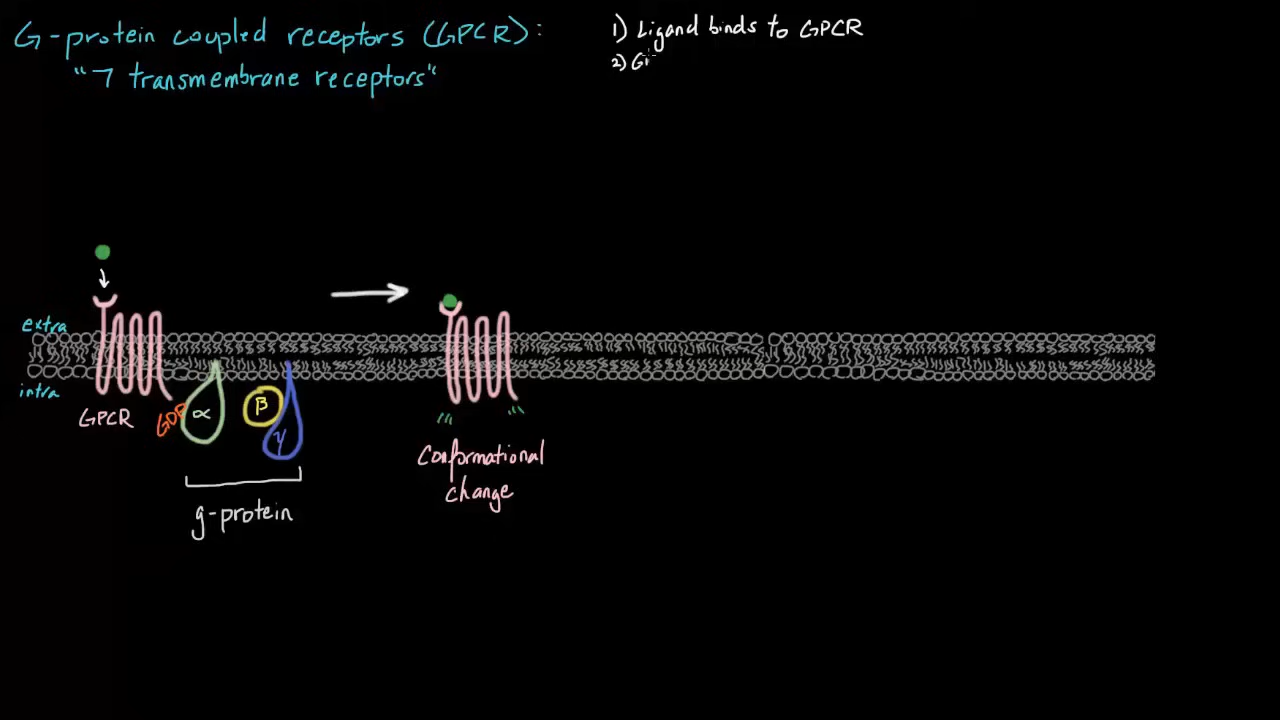 G-protein coupled receptors (GPCR):
"7 transmembrane receptors"
1) Ligand binds to GPCR
2) G
extra
intra
GPCR
GDP
α
β
γ
g-protein
Conformational
change